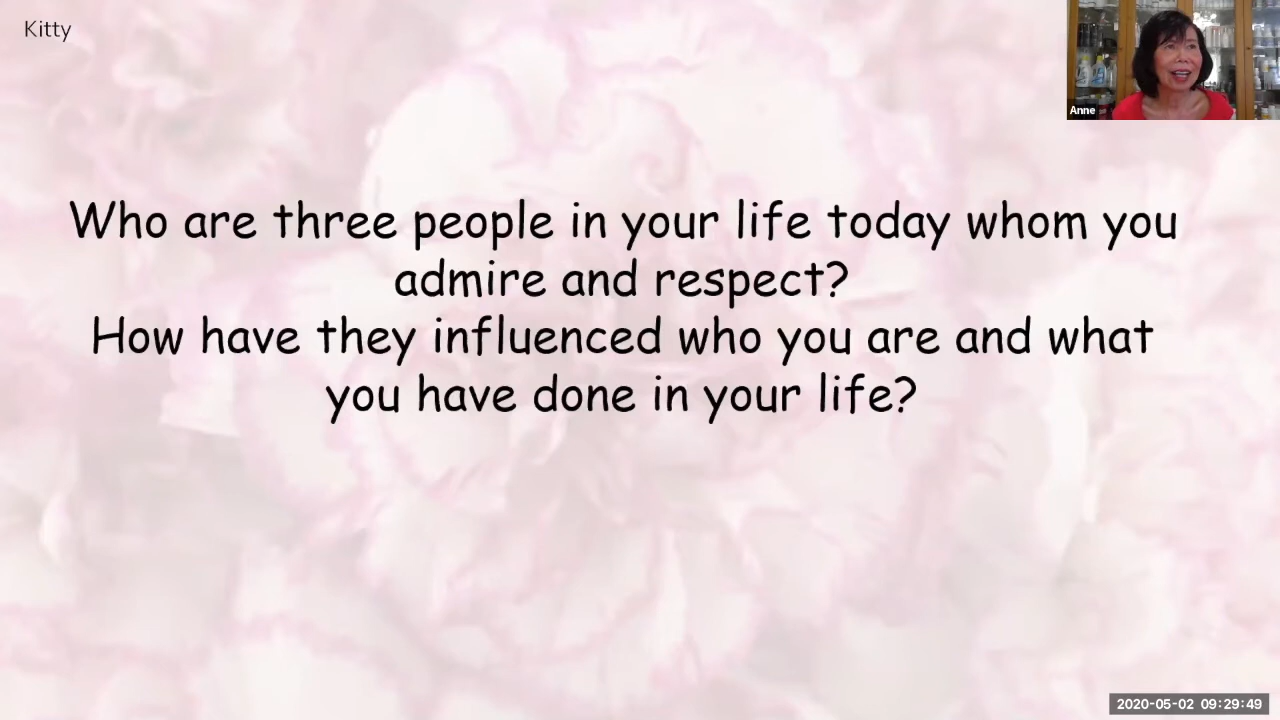 Kitty
Anne
Who are three people in your life today whom you
admire and respect?
How have they influenced who you are and what
you have done in your life?
2020-05-02 09:29:49